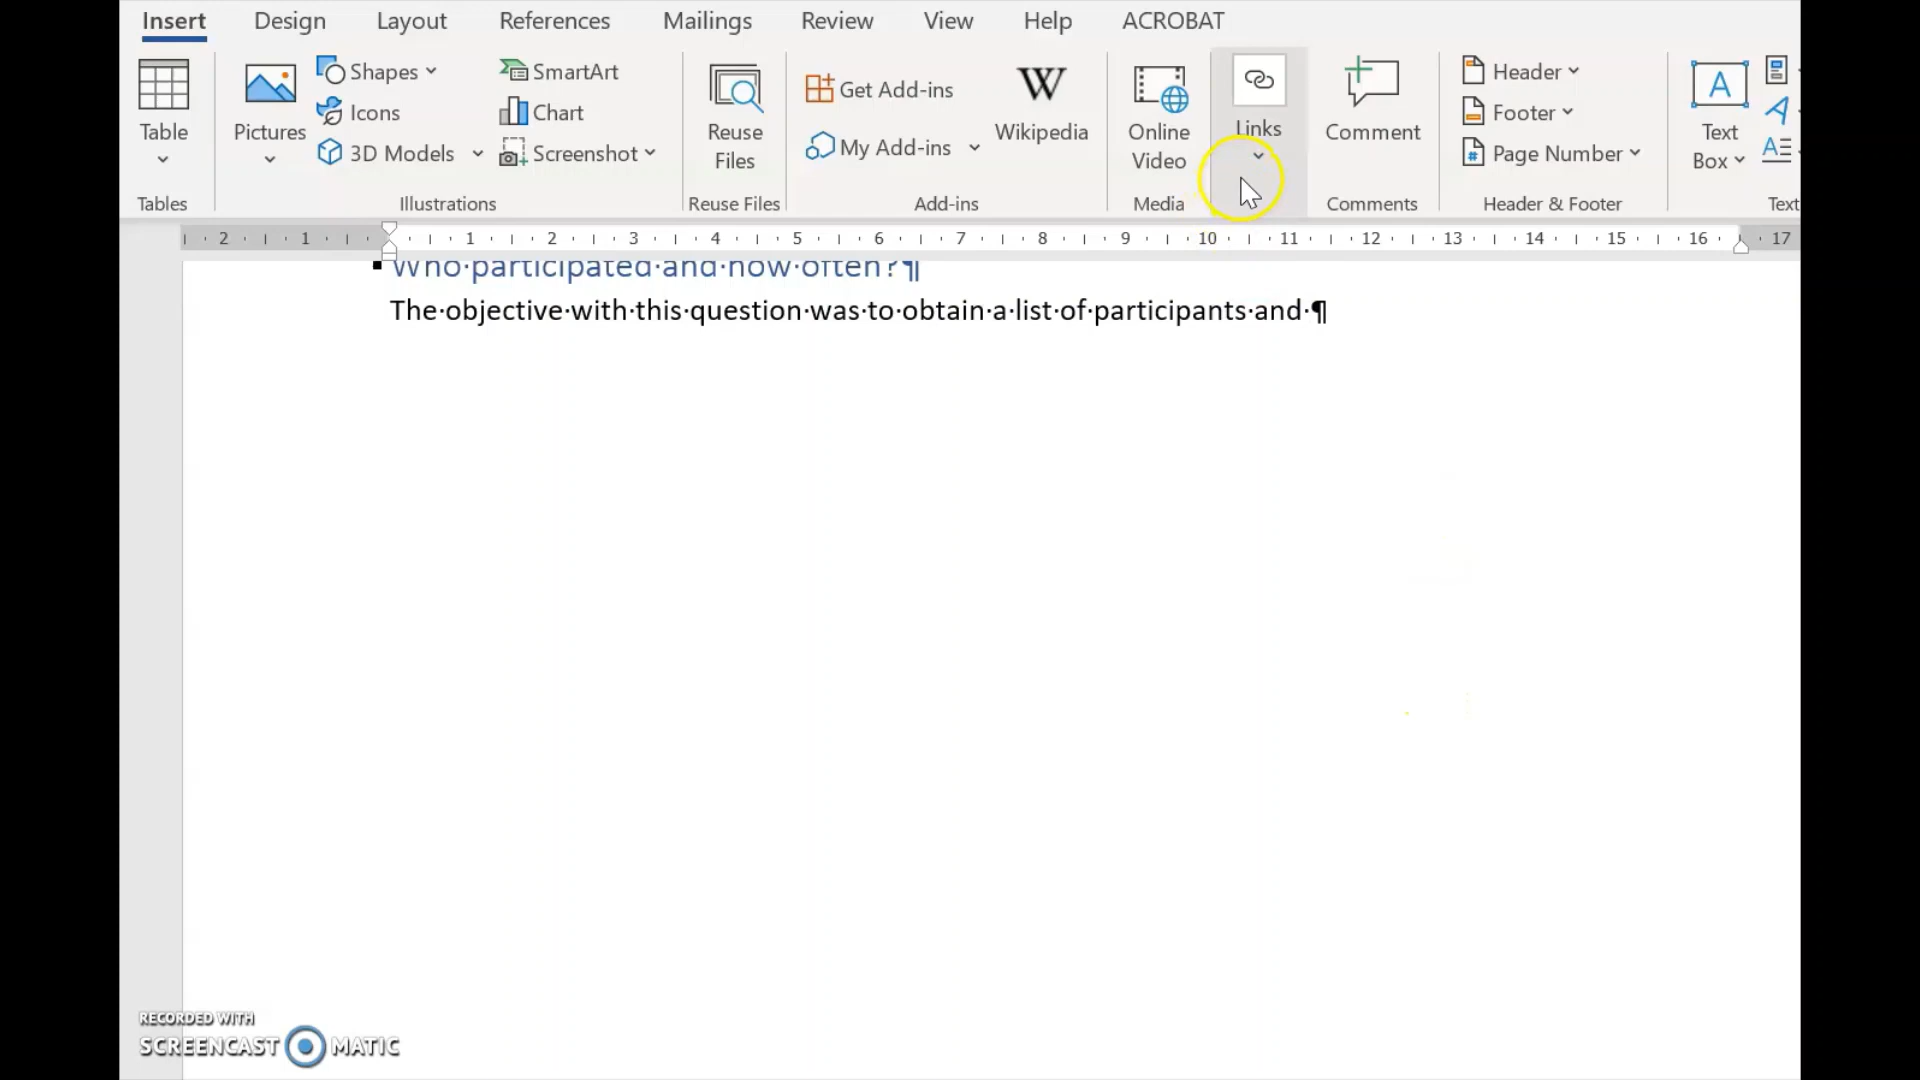 Insert Design Layout References Mailings Review View Help ACROBAT
Table
Pictures
Shapes
Icons
3D Models
SmartArt
Chart
Screenshot
Reuse
Files
Get Add-ins
My Add-ins
Wikipedia
Online
Video
Links
Comment
Header
Footer
Page Number
Text
Box
Tables Illustrations Reuse Files Add-ins Media Comments Header & Footer Text
2 1 1 2 3 4 5 6 7 8 9 10 11 12 13 14 15 16 17
Who·participated·and·how·often?¶
The·objective·with·this·question·was·to·obtain·a·list·of·participants·and·¶
RECORDED WITH
SCREENCAST MATIC